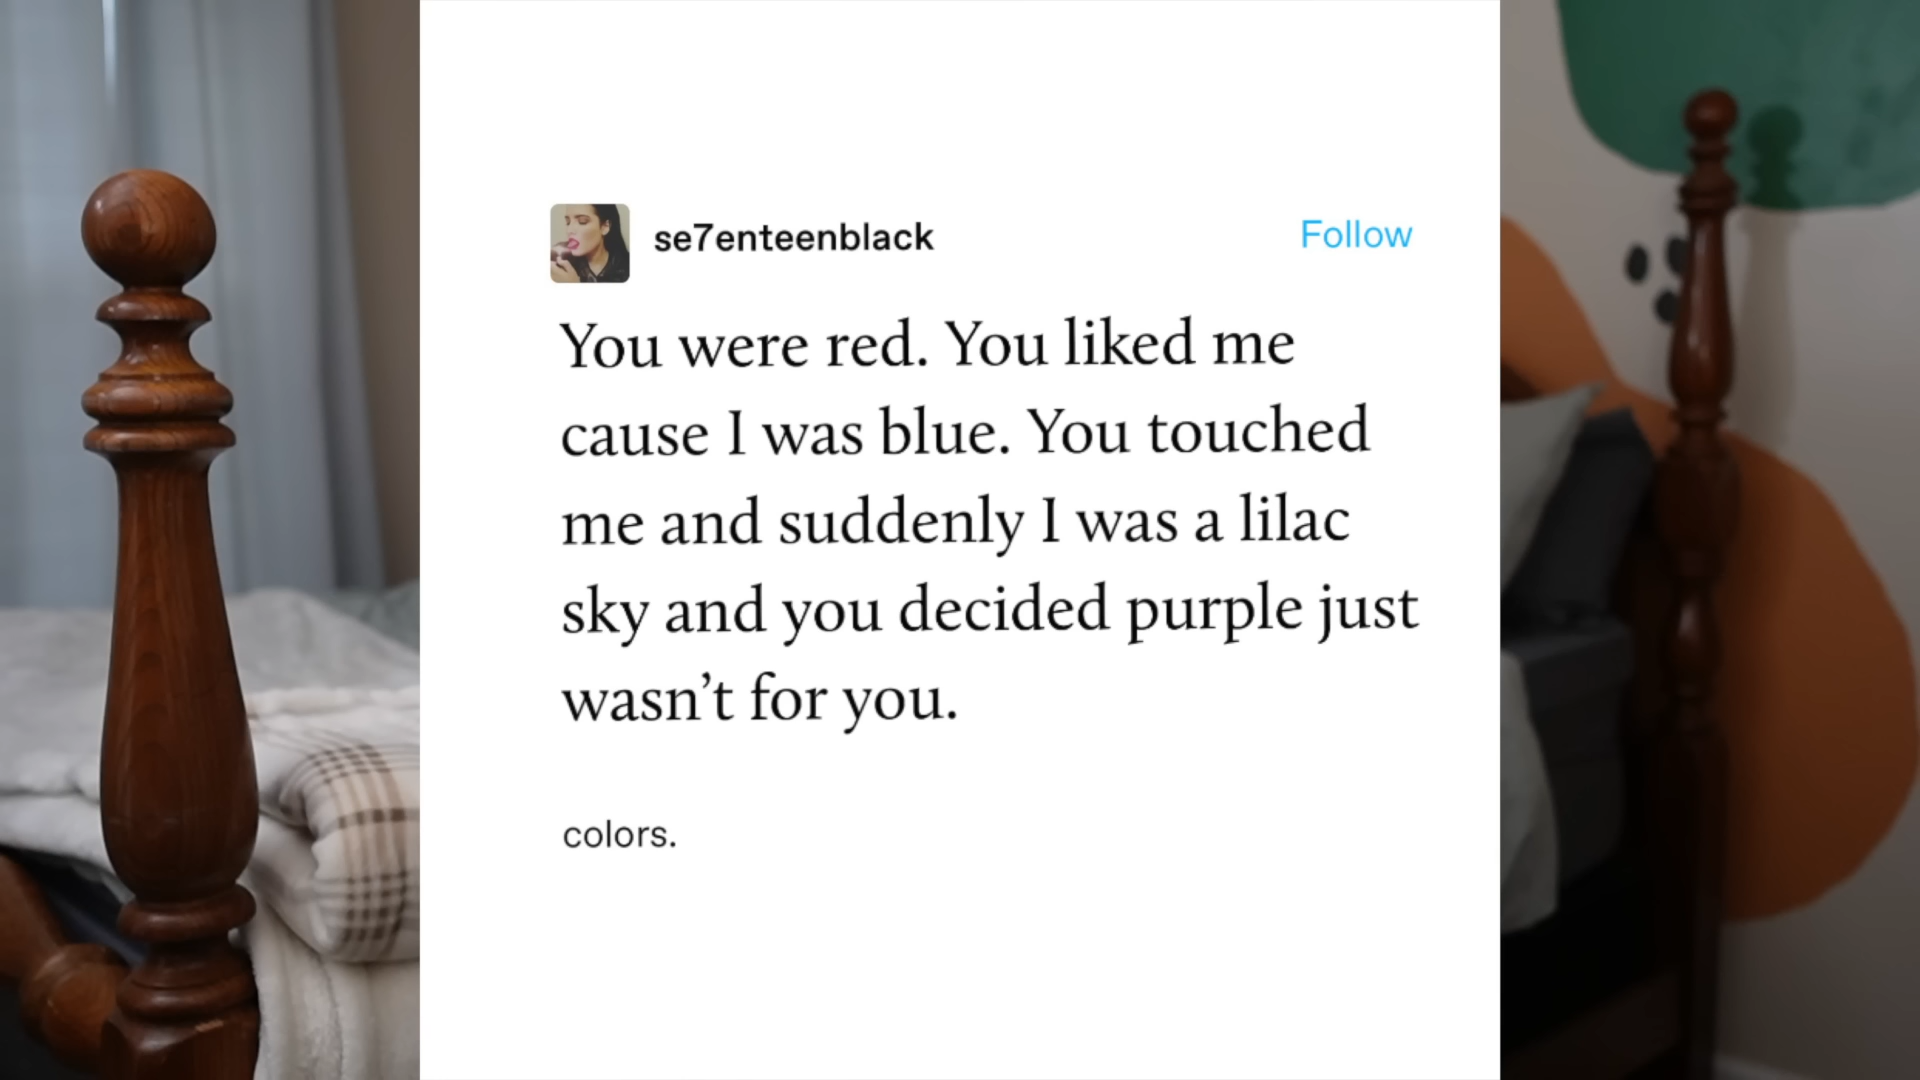 se7enteenblack
Follow
You were red. You liked me
cause I was blue. You touched
me and suddenly I was a lilac
sky and you decided purple just
wasn’t for you.
colors.